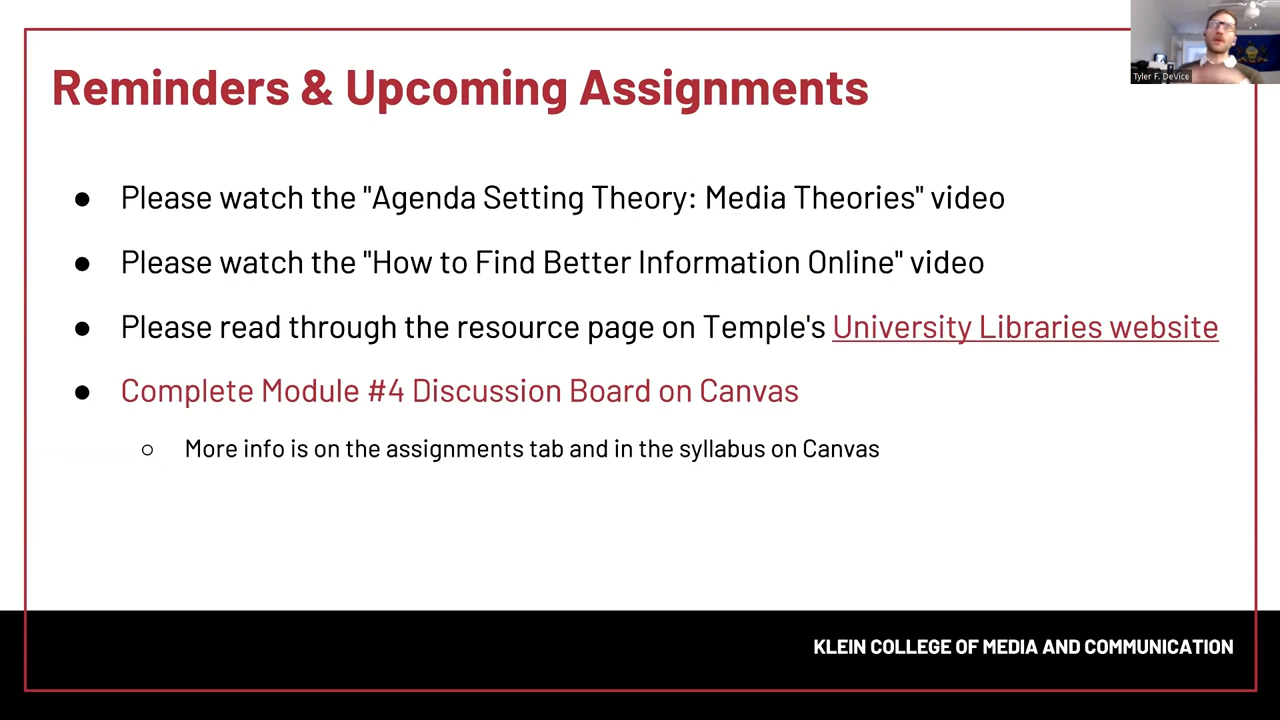 Tyler F. DeVice
Reminders & Upcoming Assignments
● Please watch the "Agenda Setting Theory: Media Theories" video
● Please watch the "How to Find Better Information Online" video
● Please read through the resource page on Temple's University Libraries website
● Complete Module #4 Discussion Board on Canvas
○ More info is on the assignments tab and in the syllabus on Canvas
KLEIN COLLEGE OF MEDIA AND COMMUNICATION